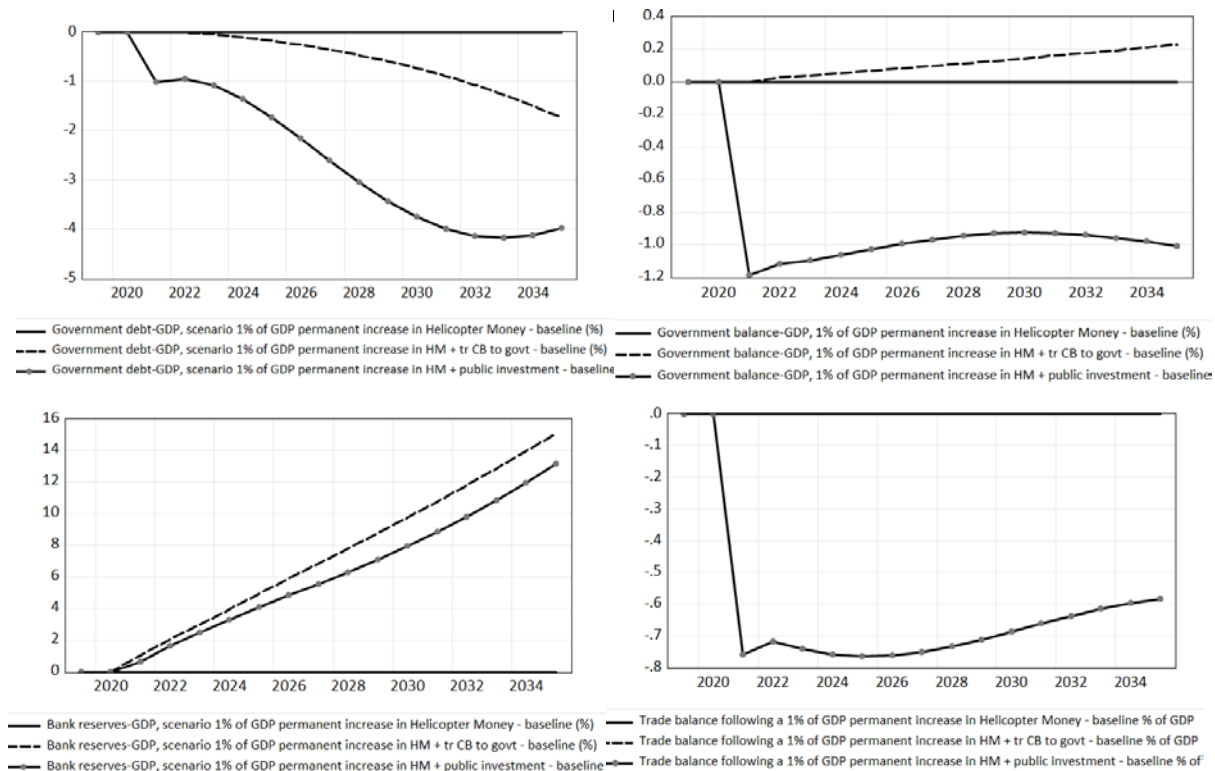 0
-1
-2
-3
-4
-5
2020 2022 2024 2026 2028 2030 2032 2034
Government debt-GDP, scenario 1% of GDP permanent increase in Helicopter Money - baseline (%)
Government debt-GDP, scenario 1% of GDP permanent increase in HM + tr CB to govt - baseline (%)
Government debt-GDP, scenario 1% of GDP permanent increase in HM + public investment - baseline
0.4
0.2
0.0
-0.2
-0.4
-0.6
-0.8
-1.0
-1.2
2020 2022 2024 2026 2028 2030 2032 2034
Government balance-GDP, 1% of GDP permanent increase in Helicopter Money - baseline (%)
Government balance-GDP, 1% of GDP permanent increase in HM + tr CB to govt - baseline (%)
Government balance-GDP, 1% of GDP permanent increase in HM + public investment - baseline
16
14
12
10
8
6
4
2
0
2020 2022 2024 2026 2028 2030 2032 2034
Bank reserves-GDP, scenario 1% of GDP permanent increase in Helicopter Money - baseline (%)
Bank reserves-GDP, scenario 1% of GDP permanent increase in HM + tr CB to govt - baseline (%)
Bank reserves-GDP, scenario 1% of GDP permanent increase in HM + public investment - baseline
.0
-.1
-.2
-.3
-.4
-.5
-.6
-.7
-.8
2020 2022 2024 2026 2028 2030 2032 2034
Trade balance following a 1% of GDP permanent increase in Helicopter Money - baseline % of GDP
Trade balance following a 1% of GDP permanent increase in HM + tr CB to govt - baseline % of GDP
Trade balance following a 1% of GDP permanent increase in HM + public investment - baseline % of